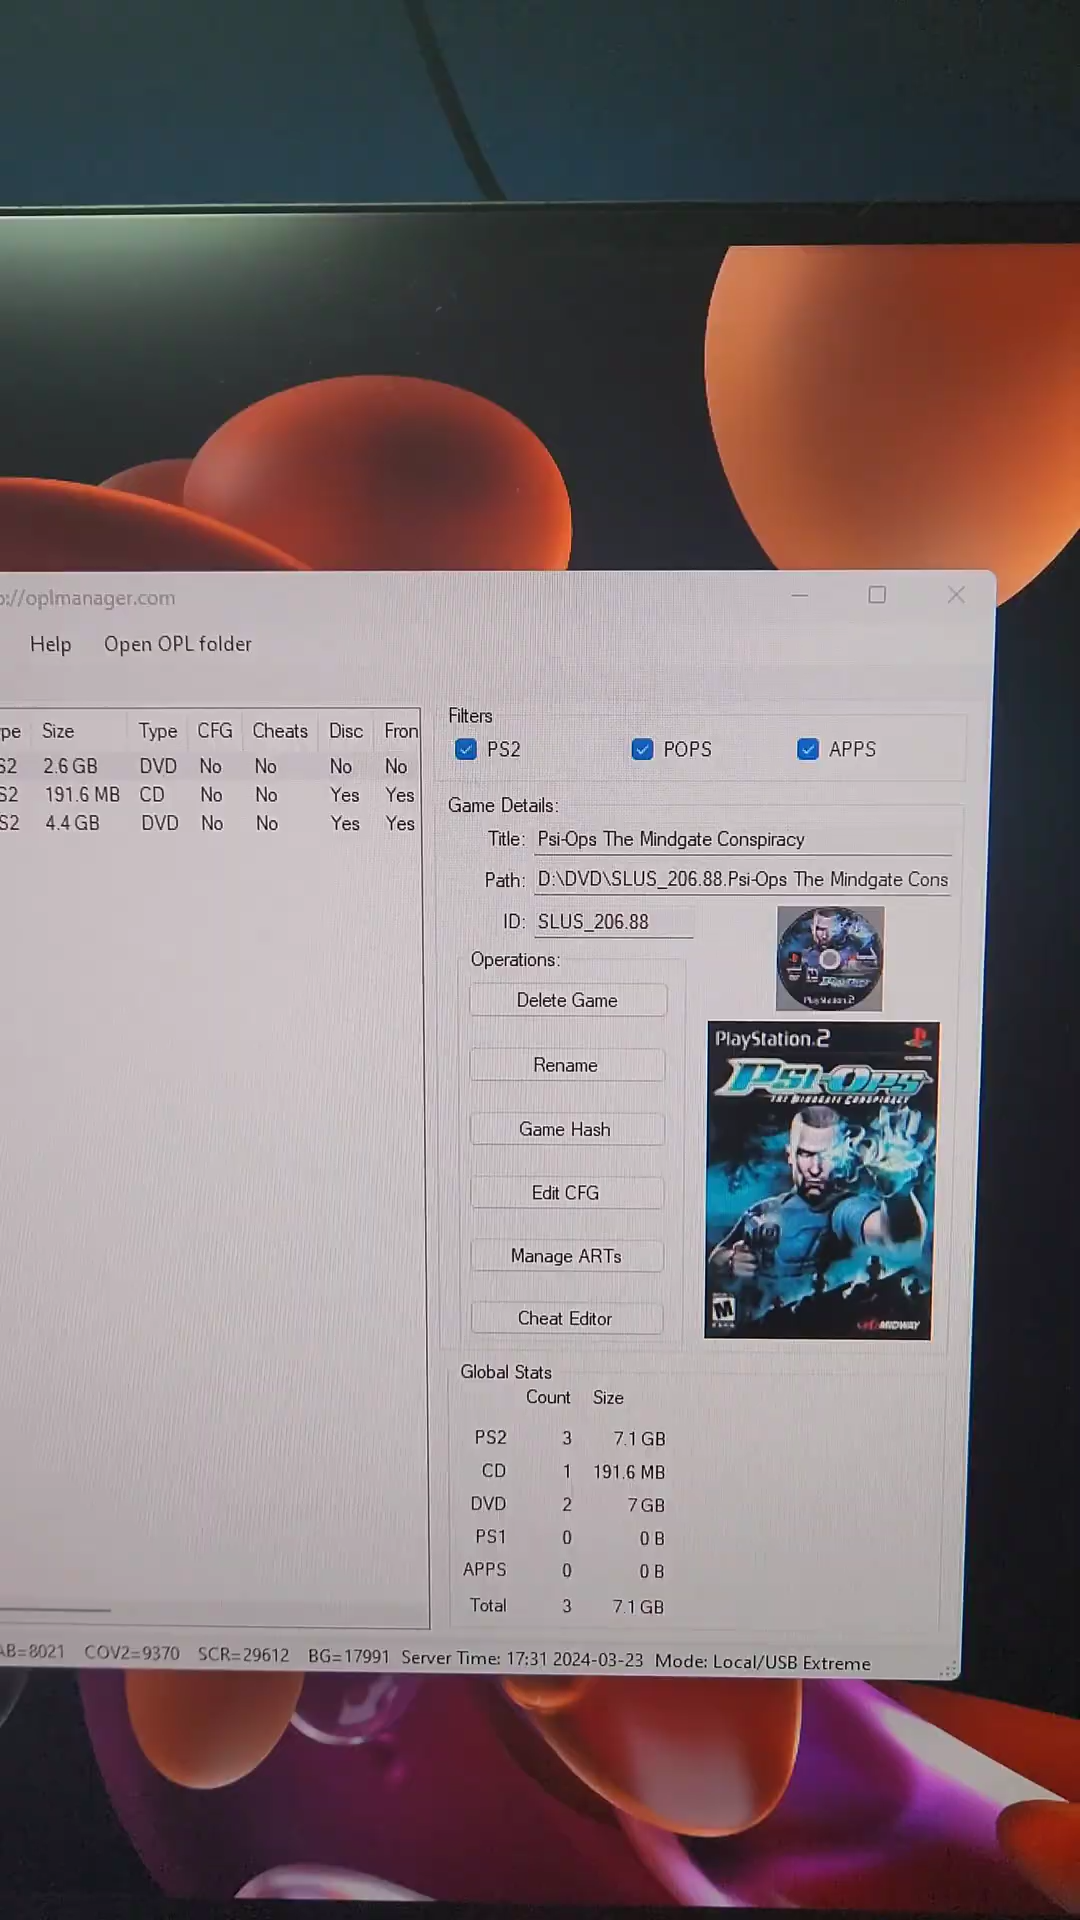 ://oplmanager.com
Help Open OPL folder
pe Size Type CFG Cheats Disc Fron
S2 2.6 GB DVD No No No No
S2 191.6 MB CD No No Yes Yes
S2 4.4 GB DVD No No Yes Yes
Filters
PS2 POPS APPS
Game Details:
Title: Psi-Ops The Mindgate Conspiracy
Path: D:\DVD\SLUS_206.88.Psi-Ops The Mindgate Cons
ID: SLUS_206.88
Operations:
Delete Game
Rename
Game Hash
Edit CFG
Manage ARTs
Cheat Editor
PlayStation.2
PlayStation.2
PSI-OPS
THE MINDGATE CONSPIRACY
M
MIDWAY
Global Stats
Count Size
PS2 3 7.1 GB
CD 1 191.6 MB
DVD 2 7 GB
PS1 0 0 B
APPS 0 0 B
Total 3 7.1 GB
AB=8021 COV2=9370 SCR=29612 BG=17991 Server Time: 17:31 2024-03-23 Mode: Local/USB Extreme